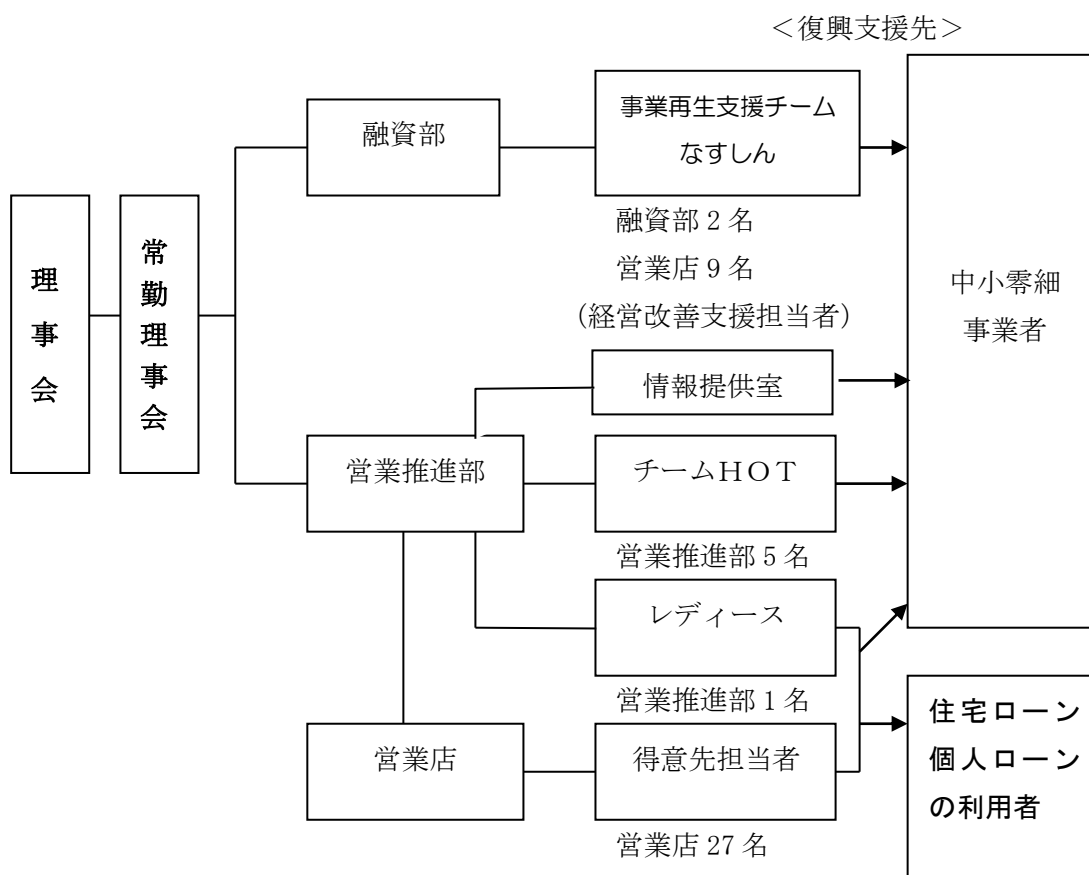 ＜復興支援先＞
理事会
常勤理事会
融資部
事業再生支援チーム
なすしん
融資部 2 名
営業店 9 名
（経営改善支援担当者）
情報提供室
営業推進部
チームＨＯＴ
営業推進部 5 名
レディース
営業推進部 1 名
営業店
得意先担当者
営業店 27 名
中小零細
事業者
住宅ローン
個人ローン
の利用者